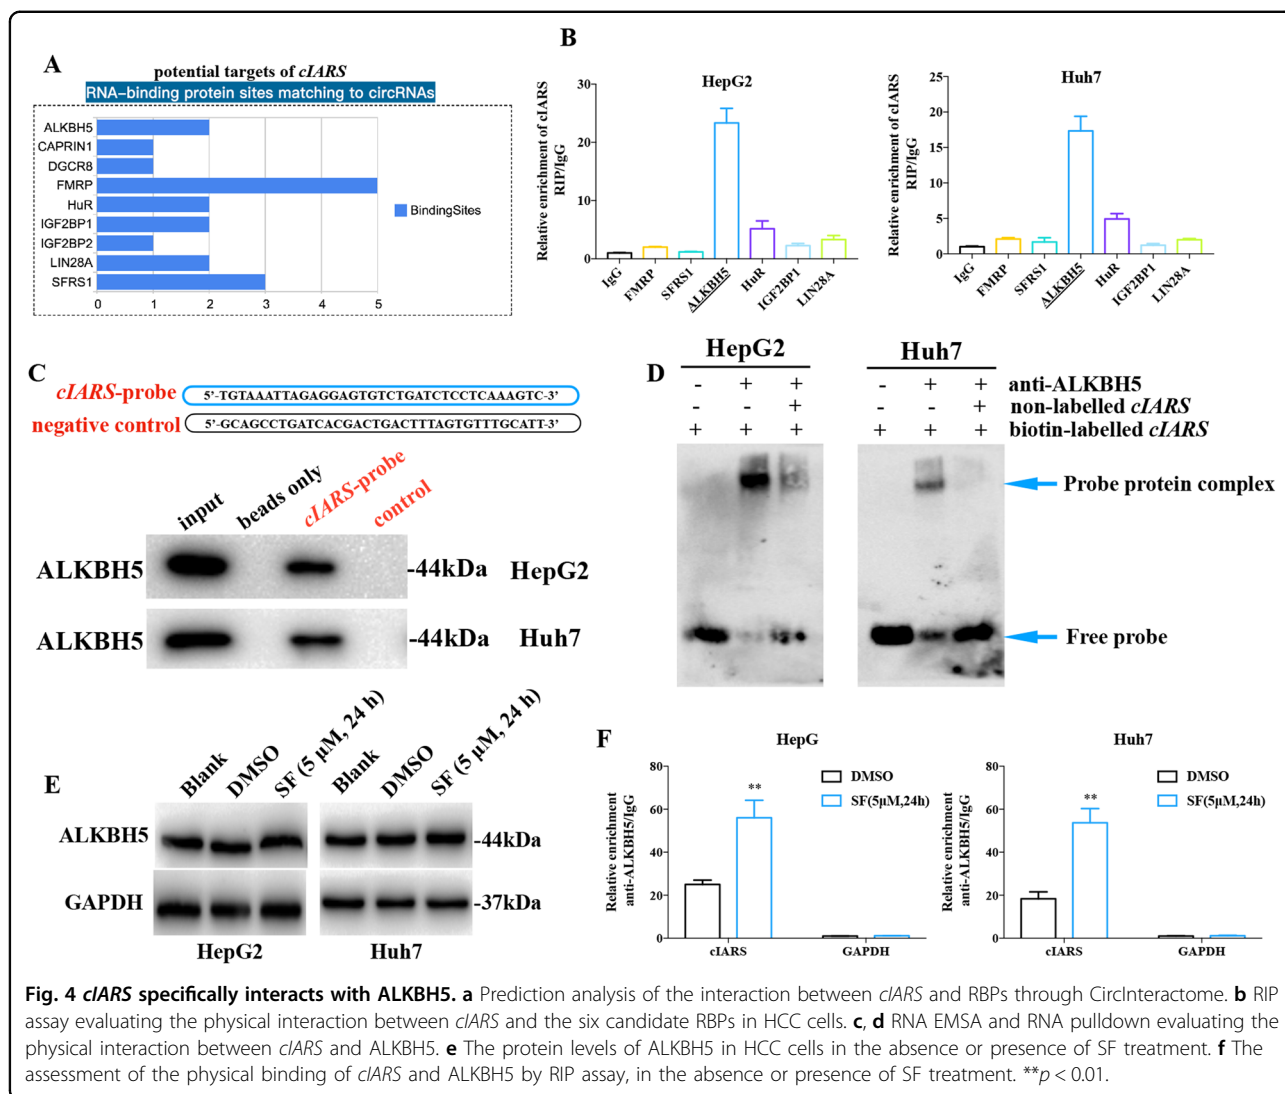 A
potential targets of cIARS
RNA-binding protein sites matching to circRNAs
ALKBH5
CAPRIN1
DGCR8
FMRP
HuR
IGF2BP1
IGF2BP2
LIN28A
SFRS1
0 1 2 3 4 5
BindingSites
B
HepG2
Relative enrichment of cIARS
RIP/IgG
30
20
10
0
IgG FMRP SFRS1 ALKBH5 HuR IGF2BP1 LIN28A
Huh7
Relative enrichment of cIARS
RIP/IgG
25
20
15
10
5
0
IgG FMRP SFRS1 ALKBH5 HuR IGF2BP1 LIN28A
C
cIARS-probe 5'-TGTAAATTAGAGGAGTGTCTGATCTCCTCAAAGTC-3'
negative control 5'-GCAGCCTGATCACGACTGACTTTAGTGTTTGCATT-3'
input beads only cIARS-probe control
ALKBH5 -44kDa HepG2
ALKBH5 -44kDa Huh7
D
HepG2 Huh7
- + + - + + anti-ALKBH5
- - + - - + non-labelled cIARS
+ + + + + + biotin-labelled cIARS
Probe protein complex
Free probe
E
Blank DMSO SF (5 µM, 24 h) Blank DMSO SF (5 µM, 24 h)
ALKBH5 -44kDa
GAPDH -37kDa
HepG2 Huh7
F
HepG
Relative enrichment
anti-ALKBH5/IgG
80
60
40
20
0
**
DMSO
SF(5µM,24h)
cIARS GAPDH
Huh7
Relative enrichment
anti-ALKBH5/IgG
80
60
40
20
0
**
DMSO
SF(5µM,24h)
cIARS GAPDH
Fig. 4 cIARS specifically interacts with ALKBH5. a Prediction analysis of the interaction between cIARS and RBPs through CircInteractome. b RIP
assay evaluating the physical interaction between cIARS and the six candidate RBPs in HCC cells. c, d RNA EMSA and RNA pulldown evaluating the
physical interaction between cIARS and ALKBH5. e The protein levels of ALKBH5 in HCC cells in the absence or presence of SF treatment. f The
assessment of the physical binding of cIARS and ALKBH5 by RIP assay, in the absence or presence of SF treatment. **p < 0.01.